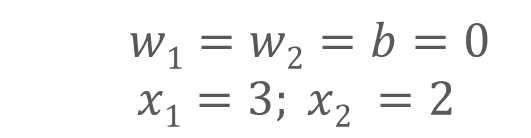 w₁ = w₂ = b = 0
x₁ = 3; x₂ = 2